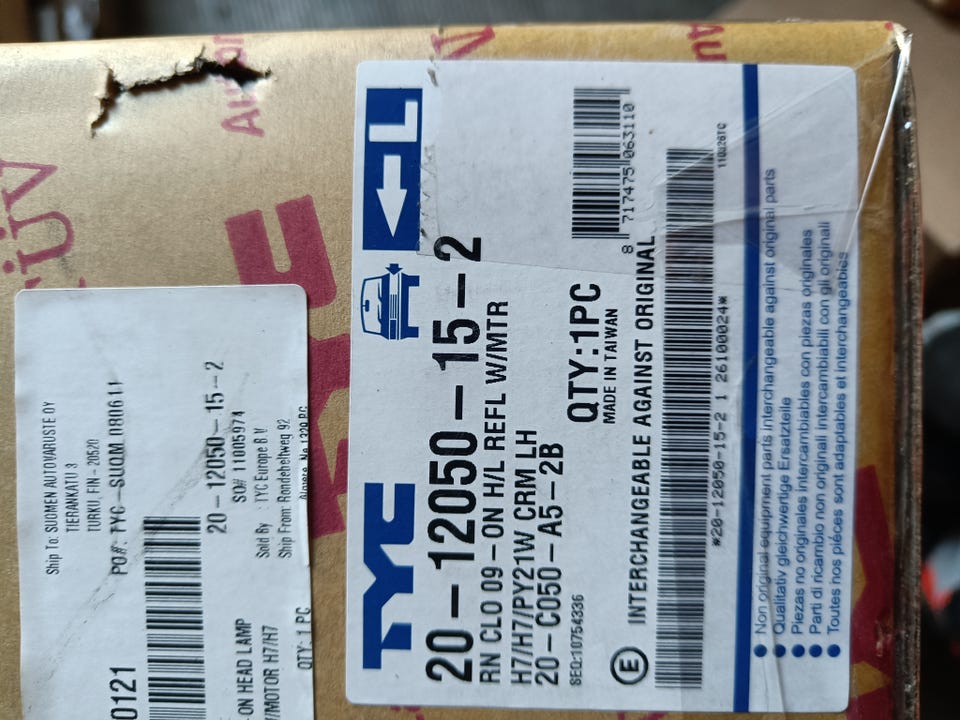 Ship To: SUOMEN AUTOVARUSTE OY
TIERANKATU 3
TURKU, FIN-20520
PO#: TYC-SUOM 080611
20-12050-15-2
SO# 11005974
Sold By : TYC Europe B.V.
Ship From: Rondebeltweg 92
1329 PC
0121
ON HEAD LAMP
/MOTOR H7/H7
QTY: 1 PC
TÜV
TYC
L
20-12050-15-2
RN CLO 09-ON H/L REFL W/MTR
H7/H7/PY21W CRM LH
20-C050-A5-2B
SEQ:10754336
QTY:1PC
MADE IN TAIWAN
8 717475 063110
E INTERCHANGEABLE AGAINST ORIGINAL
*20-12050-15-2 1 26100024*
110326TC
• Non original equipment parts interchangeable against original parts
• Qualitativ gleichwertige Ersatzteile
• Piezas no originales intercambiables con piezas originales
• Parti di ricambio non originali intercambiabili con gli originali
• Toutes nos piéces sont adaptables et interchangeables